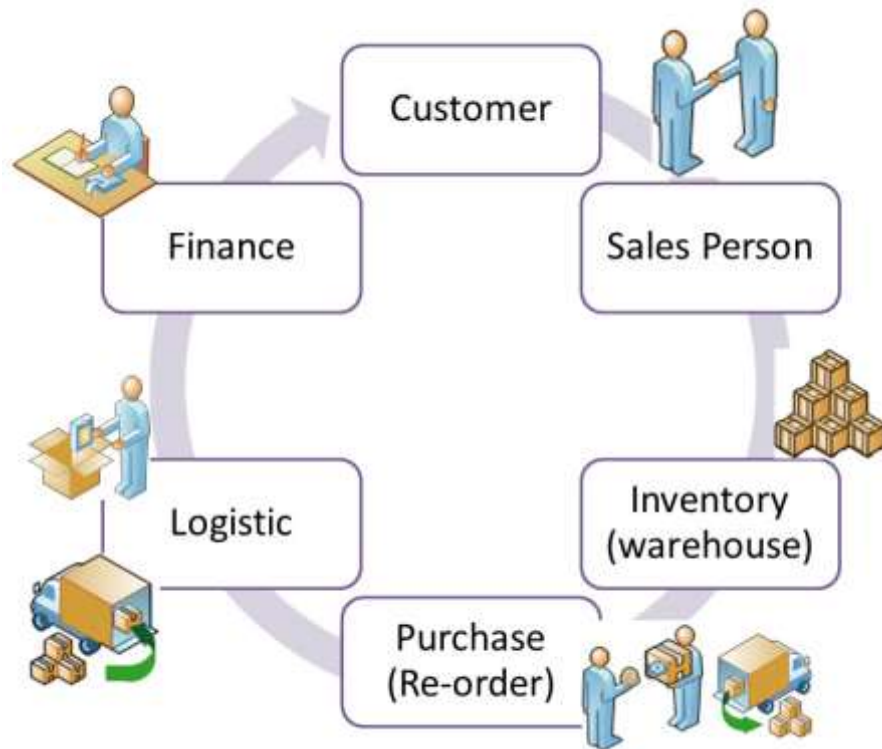 Customer
Sales Person
Inventory
(warehouse)
Purchase
(Re-order)
Logistic
Finance